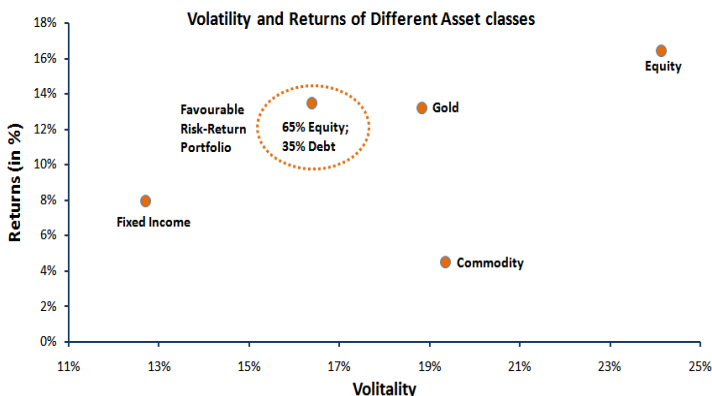 Volatility and Returns of Different Asset classes
18%
16%
14%
12%
10%
8%
6%
4%
2%
0%
Returns (in %)
Equity
Gold
Favourable
Risk-Return
Portfolio
65% Equity;
35% Debt
Fixed Income
Commodity
11% 13% 15% 17% 19% 21% 23% 25%
Volitality